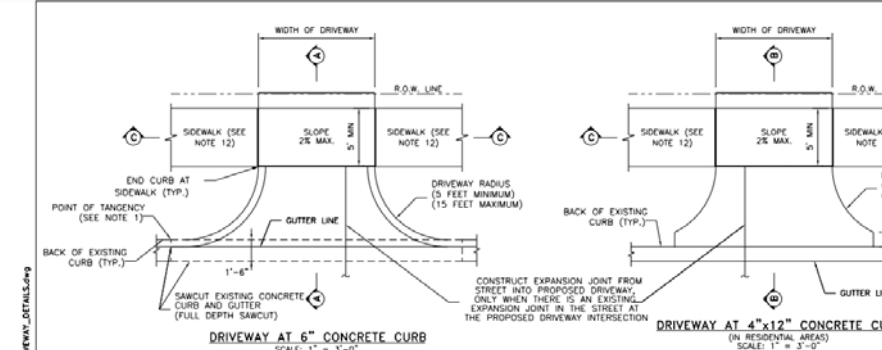 WIDTH OF DRIVEWAY
A
R.O.W. LINE
C
SIDEWALK (SEE
NOTE 12)
SLOPE
2% MAX.
5' MIN
SIDEWALK (SEE
NOTE 12)
C
END CURB AT
SIDEWALK (TYP.)
DRIVEWAY RADIUS
(5 FEET MINIMUM)
(15 FEET MAXIMUM)
POINT OF TANGENCY
(SEE NOTE 1)
GUTTER LINE
BACK OF EXISTING
CURB (TYP.)
1'-6"
SAWCUT EXISTING CONCRETE
CURB AND GUTTER
(FULL DEPTH SAWCUT)
A
CONSTRUCT EXPANSION JOINT FROM
STREET INTO PROPOSED DRIVEWAY,
ONLY WHEN THERE IS AN EXISTING
EXPANSION JOINT IN THE STREET AT
THE PROPOSED DRIVEWAY INTERSECTION
DRIVEWAY AT 6" CONCRETE CURB
SCALE: 1" = 3'-0"
WIDTH OF DRIVEWAY
B
R.O.W.
C
SIDEWALK (SEE
NOTE 12)
SLOPE
2% MAX.
5' MIN
SIDEWALK
NOTE
BACK OF EXISTING
CURB (TYP.)
B
GUTTER LI
DRIVEWAY AT 4"x12" CONCRETE CU
(IN RESIDENTIAL AREAS)
SCALE: 1" = 3'-0"
EWAY_DETAILS.dwg